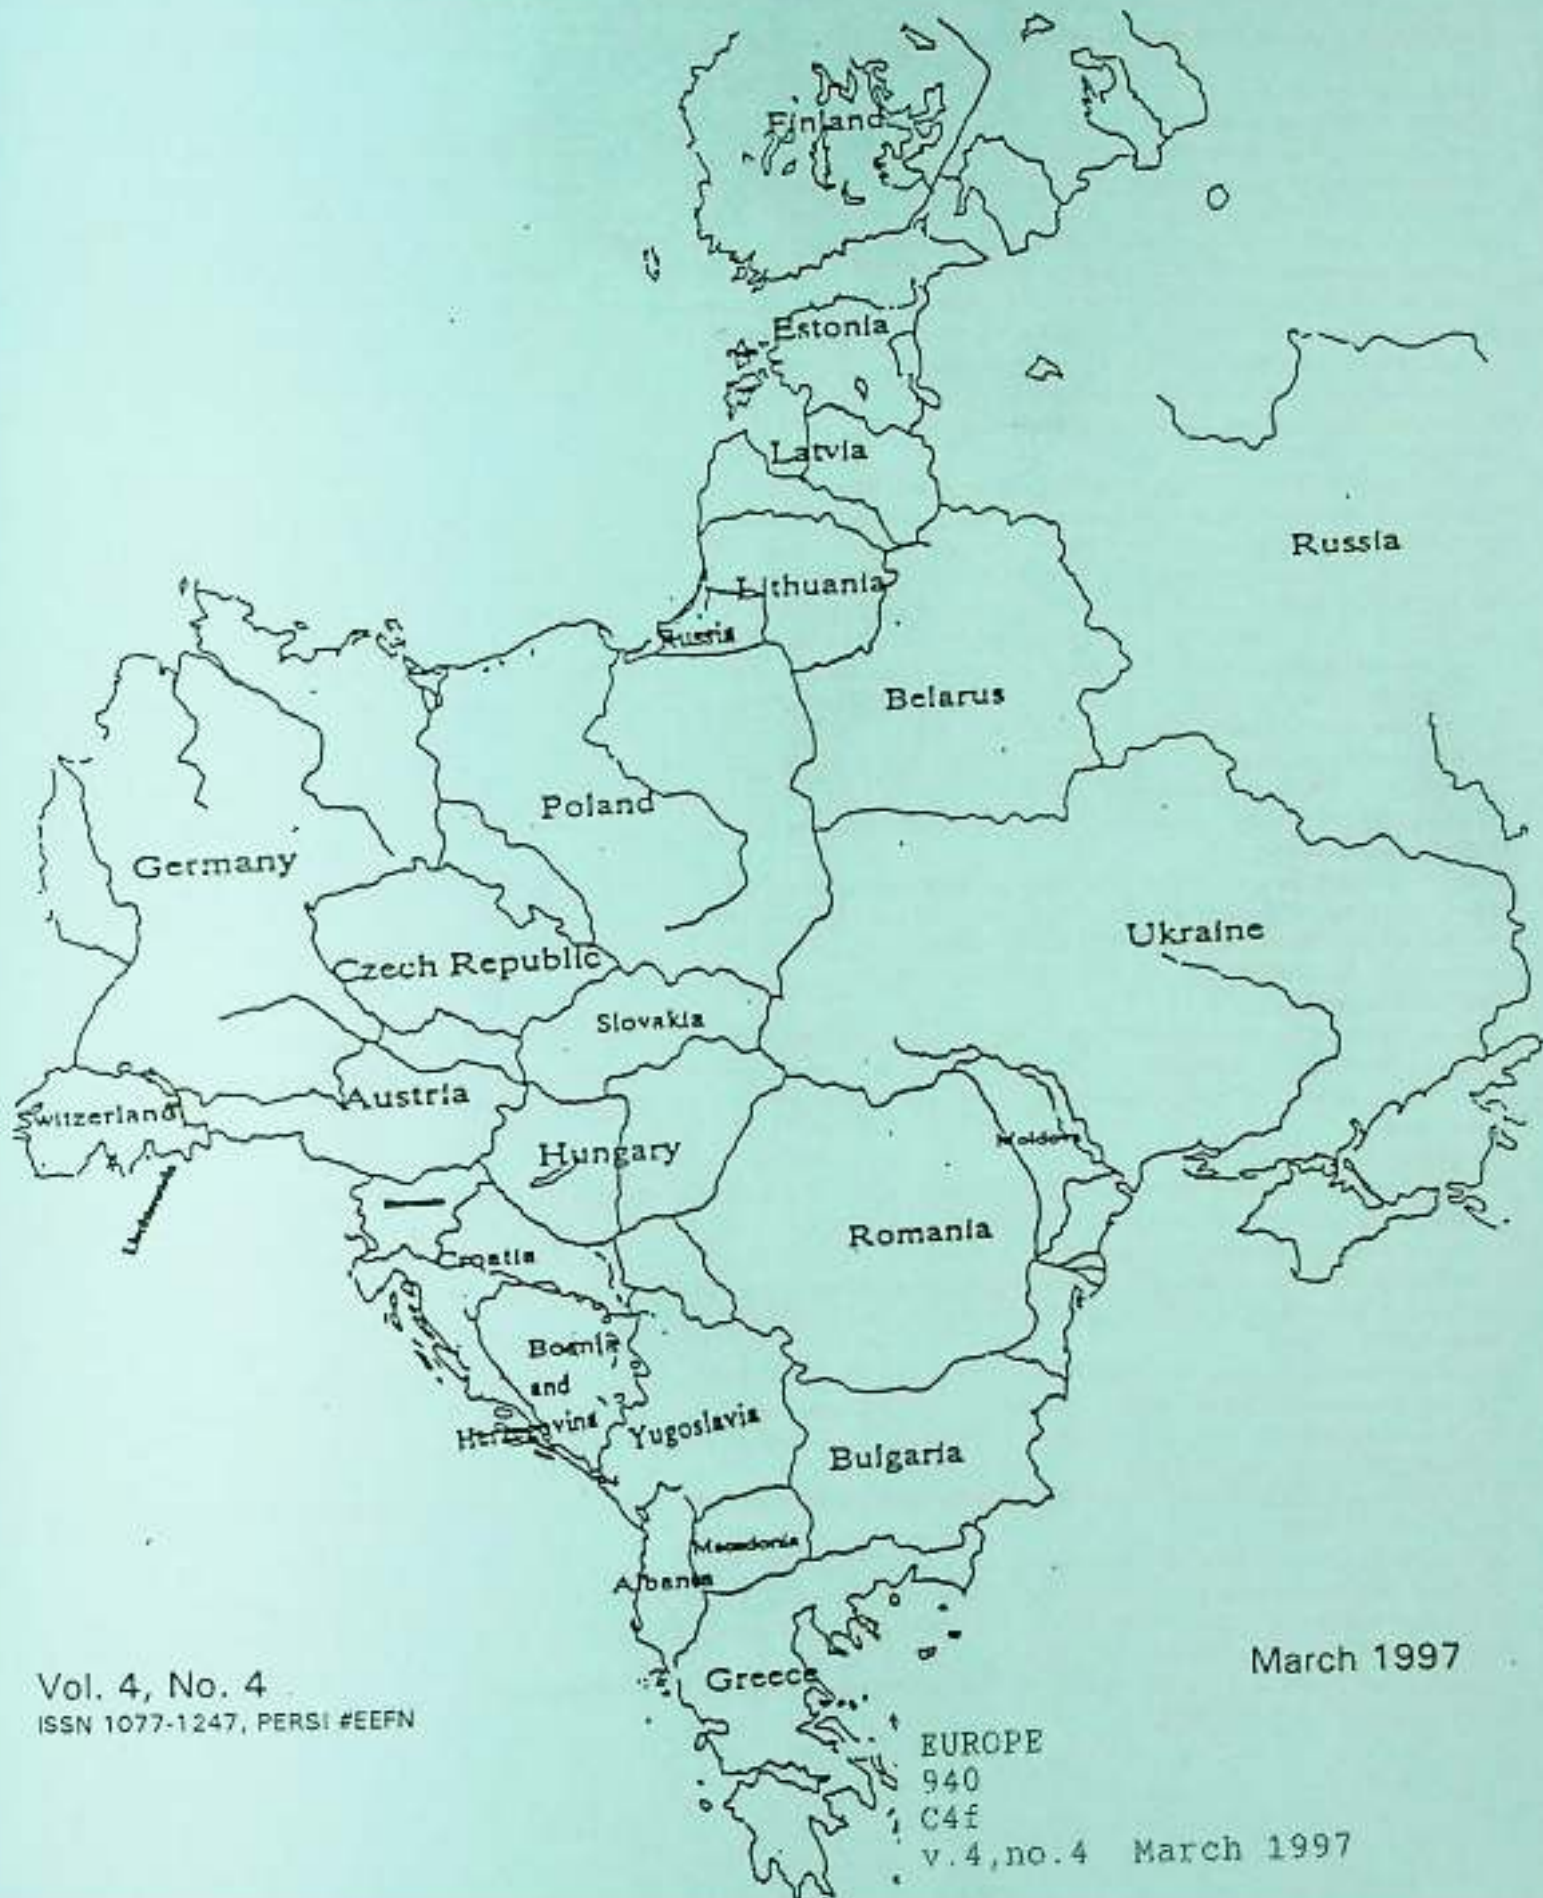 Finland
Estonia
Latvia
Russia
Lithuania
Russia
Belarus
Poland
Germany
Ukraine
Czech Republic
Slovakia
Austria
Switzerland
Hungary
Moldova
Romania
Croatia
Bosnia
and
Yugoslavia
Bulgaria
Macedonia
Albania
Greece
March 1997
Vol. 4, No. 4
ISSN 1077-1247, PERSI #EEFN
EUROPE
940
C4f
v.4,no.4 March 1997